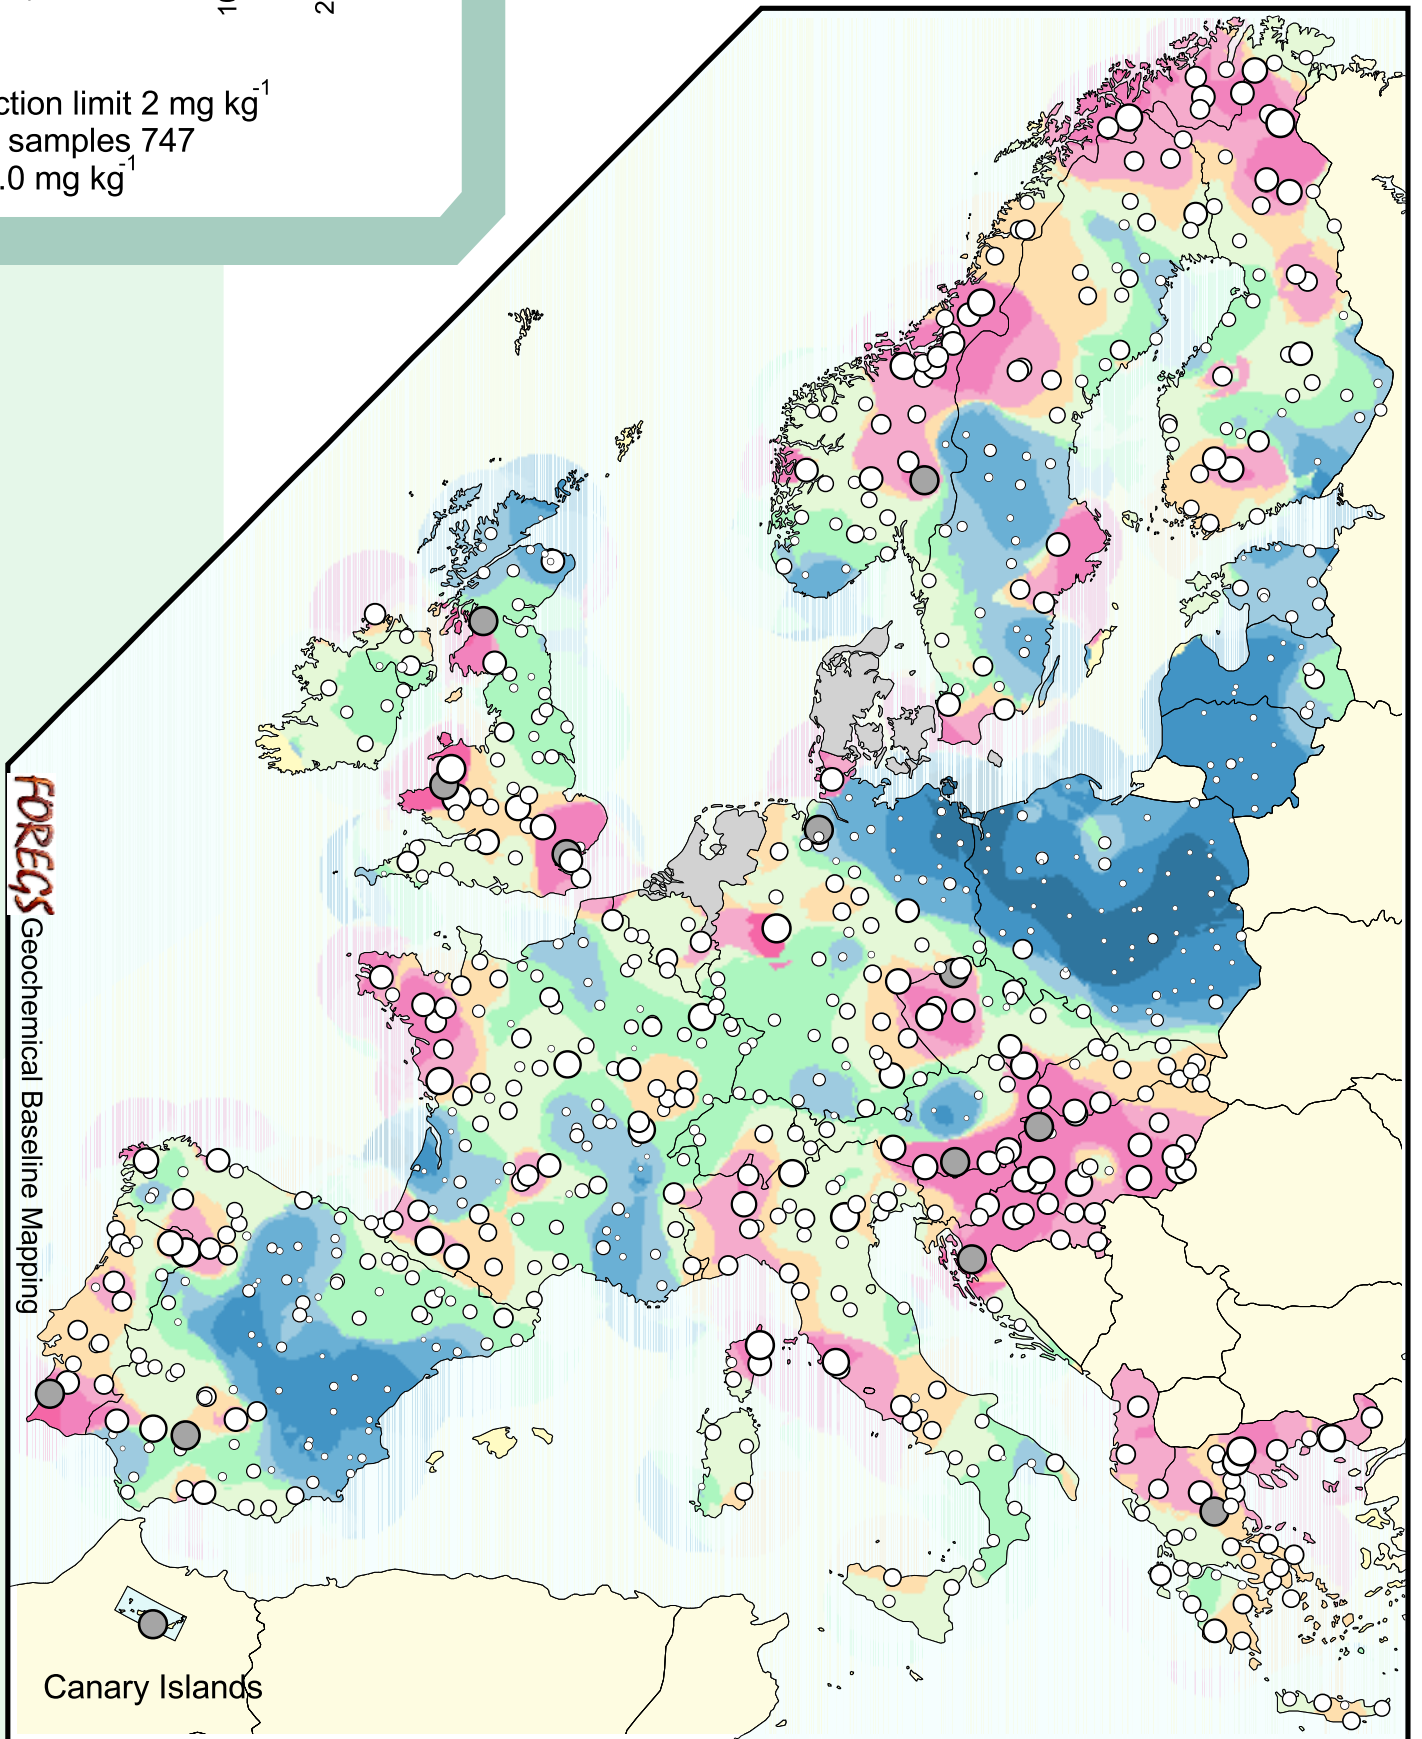 ction limit 2 mg kg-1
samples 747
.0 mg kg-1
FOREGS Geochemical Baseline Mapping
Canary Islands